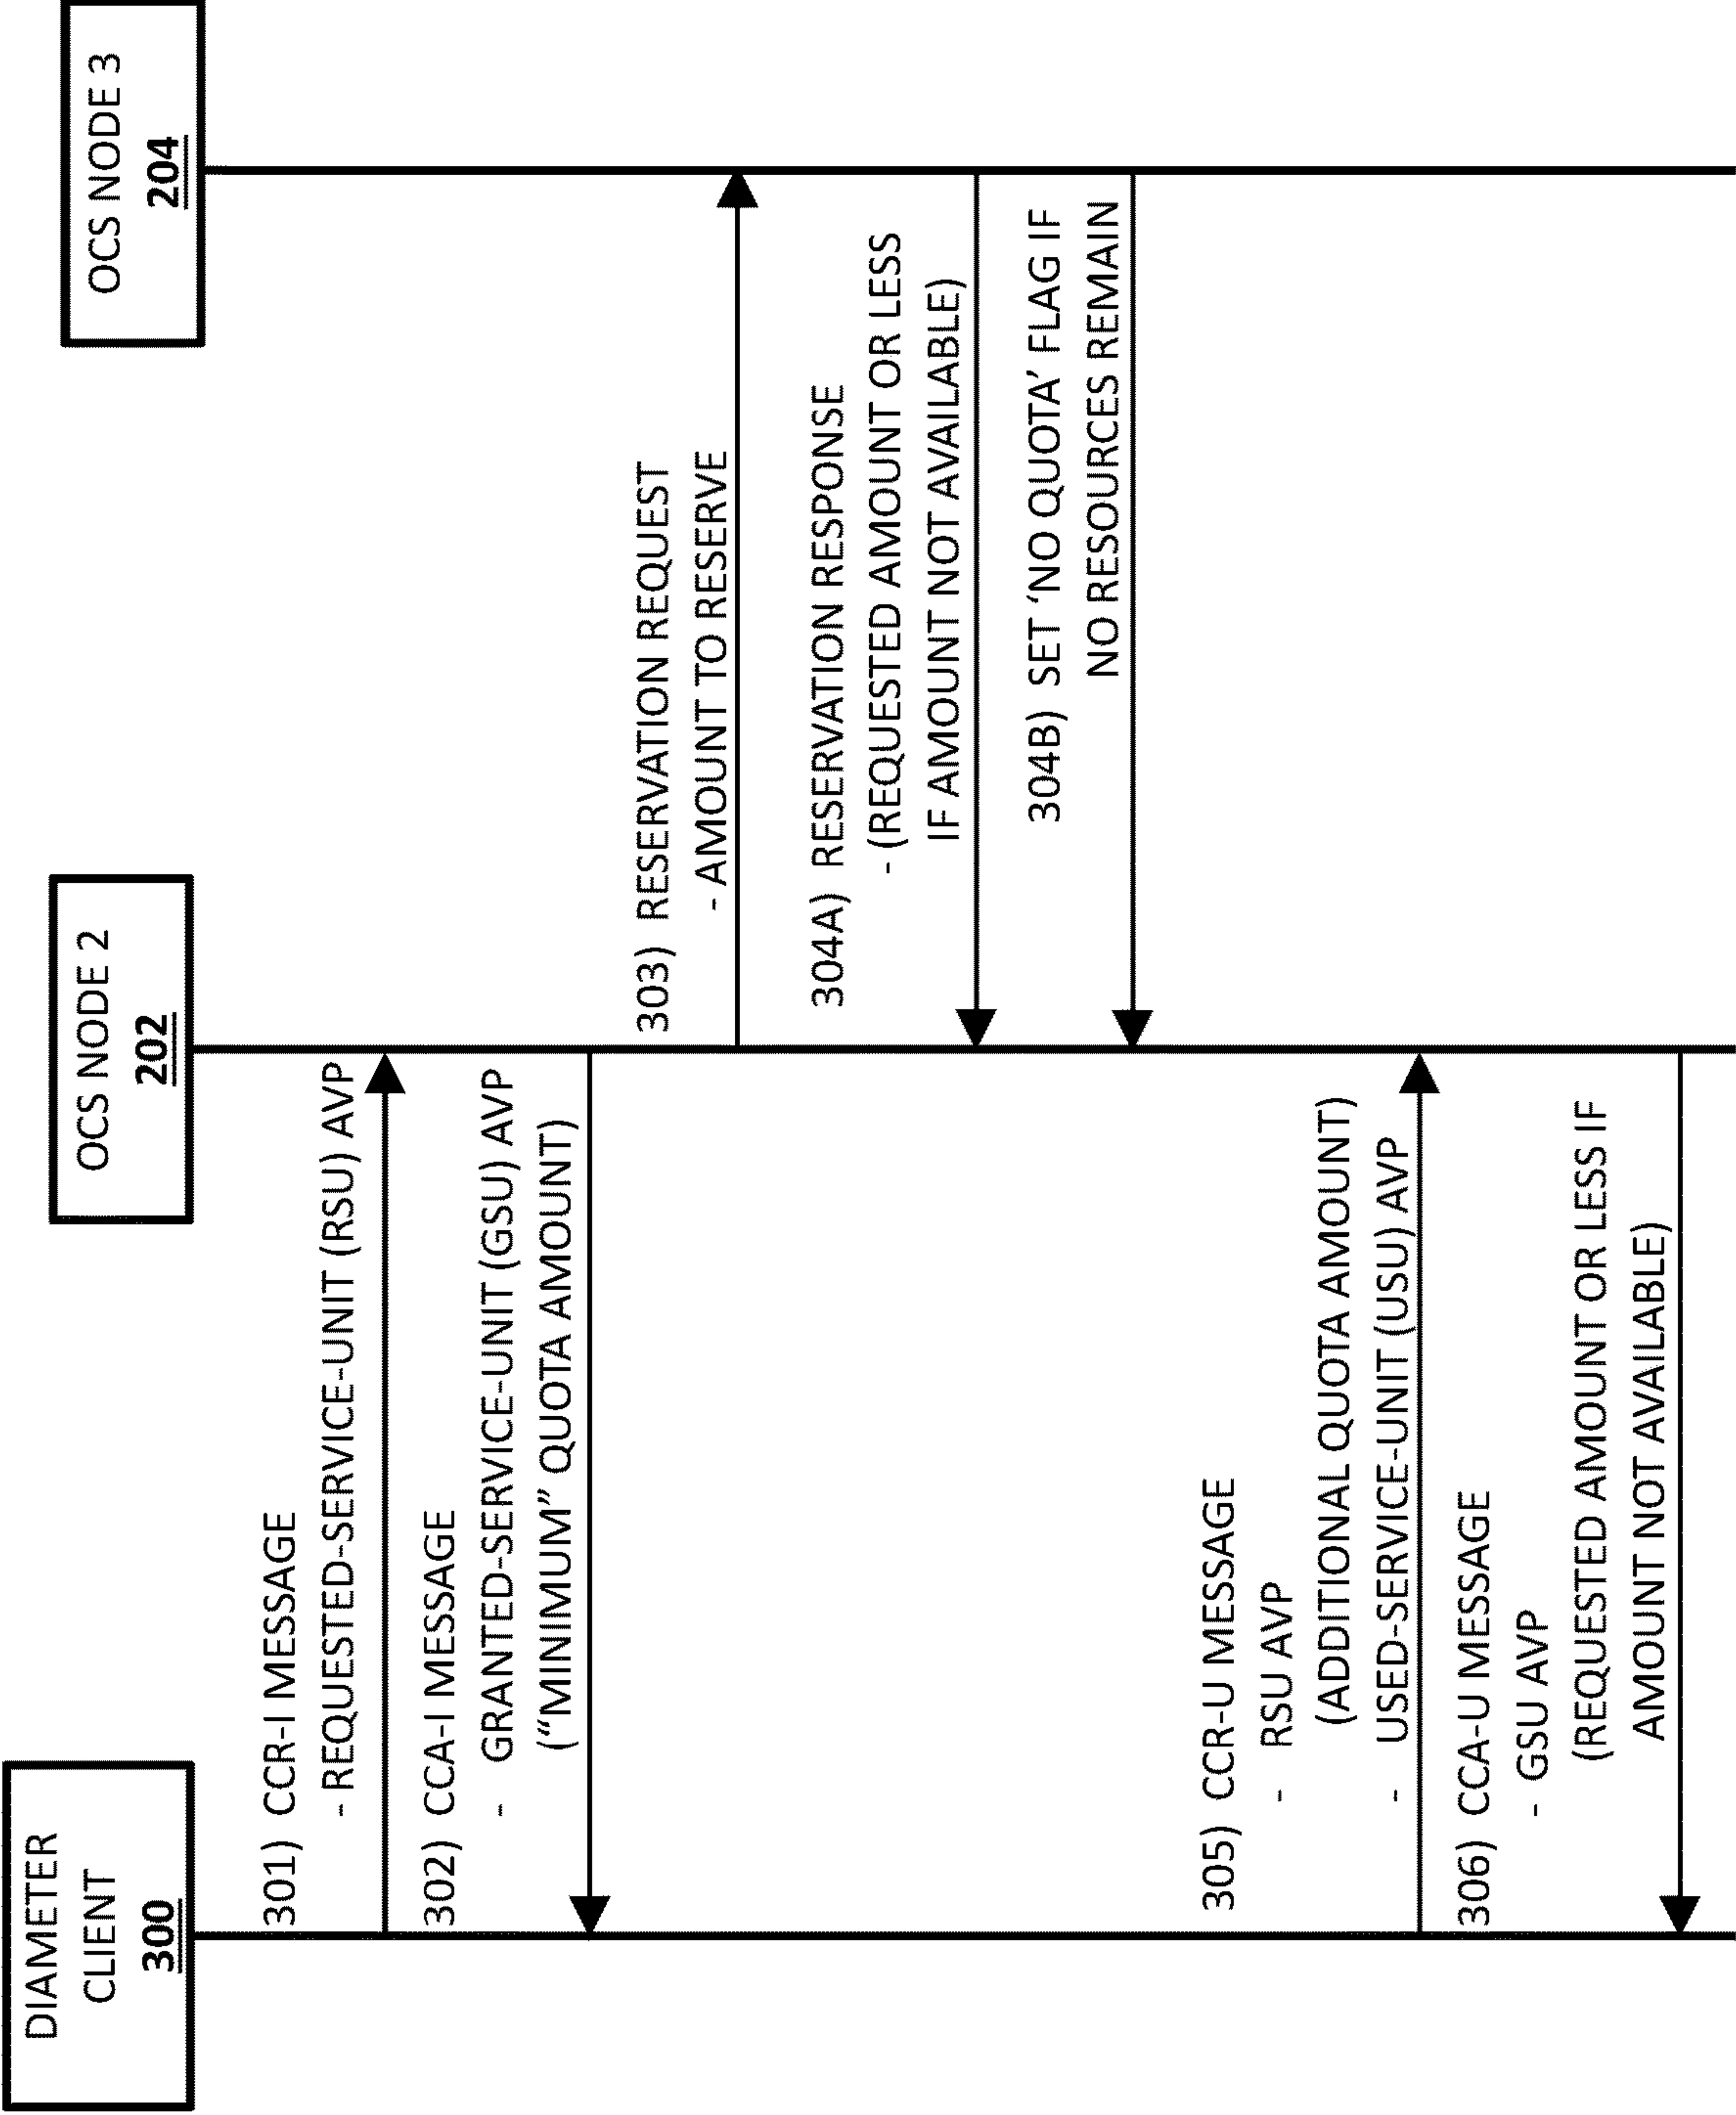 DIAMETER
CLIENT
300
OCS NODE 2
202
OCS NODE 3
204
301) CCR-I MESSAGE
- REQUESTED-SERVICE-UNIT (RSU) AVP
302) CCA-I MESSAGE
- GRANTED-SERVICE-UNIT (GSU) AVP
(“MINIMUM” QUOTA AMOUNT)
303) RESERVATION REQUEST
- AMOUNT TO RESERVE
304A) RESERVATION RESPONSE
- (REQUESTED AMOUNT OR LESS
IF AMOUNT NOT AVAILABLE)
304B) SET ‘NO QUOTA’ FLAG IF
NO RESOURCES REMAIN
305) CCR-U MESSAGE
- RSU AVP
(ADDITIONAL QUOTA AMOUNT)
- USED-SERVICE-UNIT (USU) AVP
306) CCA-U MESSAGE
- GSU AVP
(REQUESTED AMOUNT OR LESS IF
AMOUNT NOT AVAILABLE)